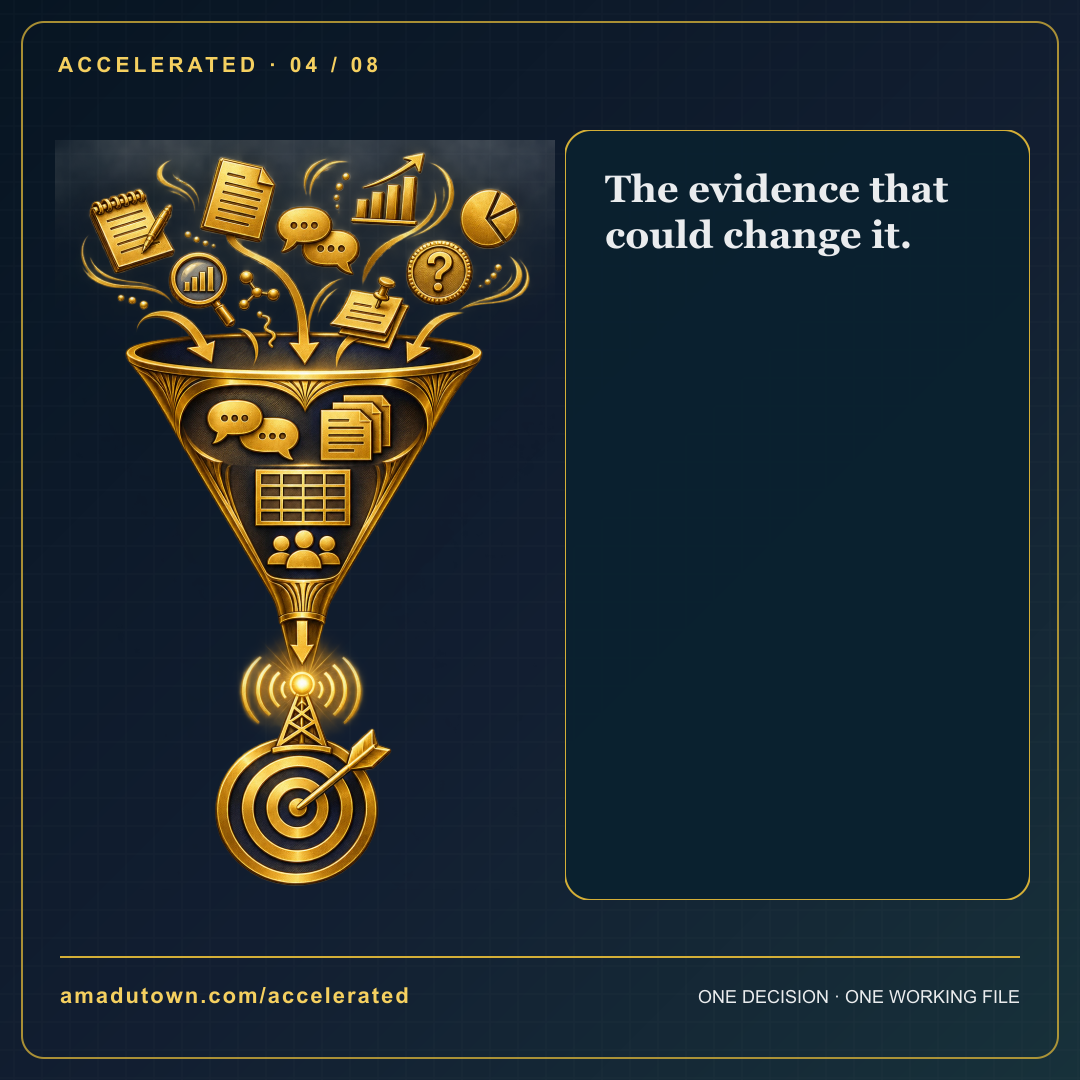 ACCELERATED · 04 / 08
The evidence that
could change it.
?
amadutown.com/accelerated
ONE DECISION · ONE WORKING FILE